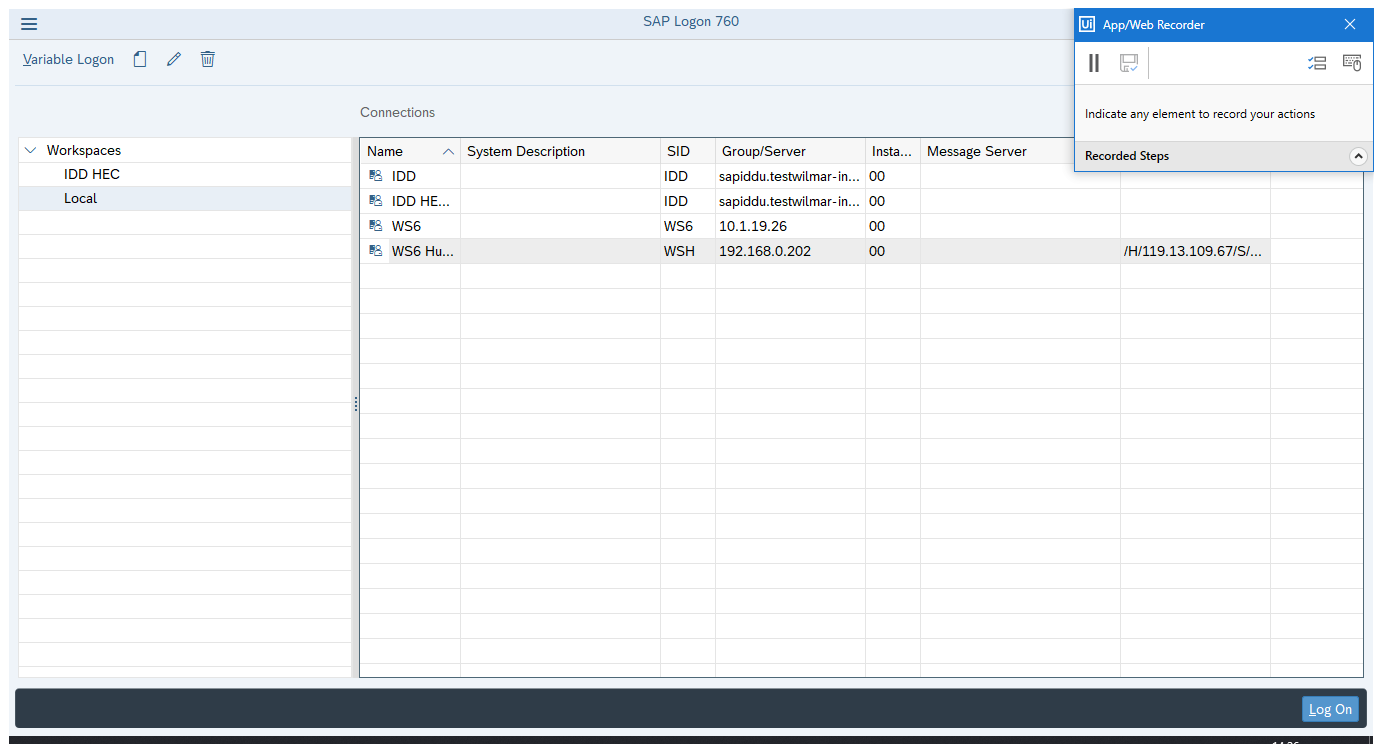 SAP Logon 760
Ui App/Web Recorder
Variable Logon
Indicate any element to record your actions
Recorded Steps
Connections
Workspaces
IDD HEC
Local
Name System Description SID Group/Server Insta... Message Server
IDD IDD sapiddu.testwilmar-in... 00
IDD HE... IDD sapiddu.testwilmar-in... 00
WS6 WS6 10.1.19.26 00
WS6 Hu... WSH 192.168.0.202 00 /H/119.13.109.67/S/...
Log On